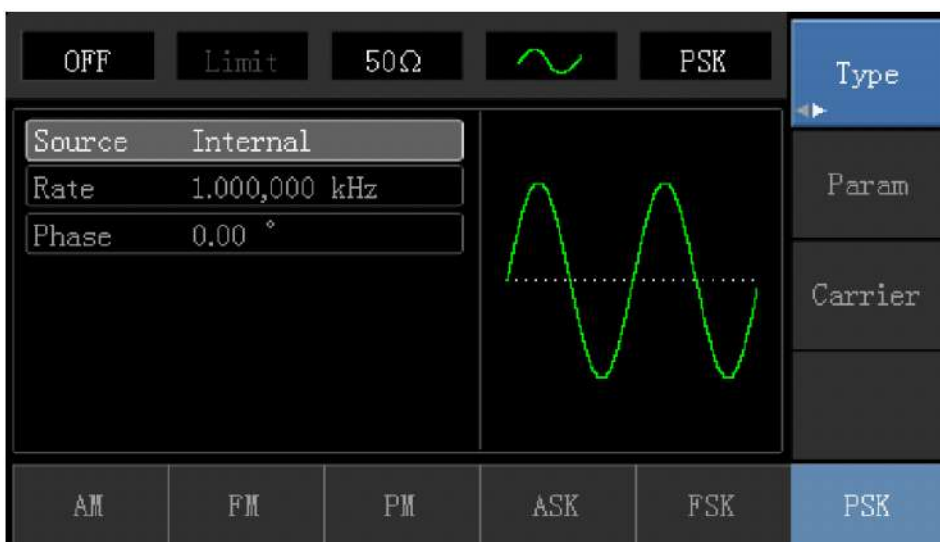 OFF Limit 50Ω PSK
Type
Source Internal
Rate 1.000,000 kHz
Phase 0.00 °
Param
Carrier
AM FM PM ASK FSK PSK